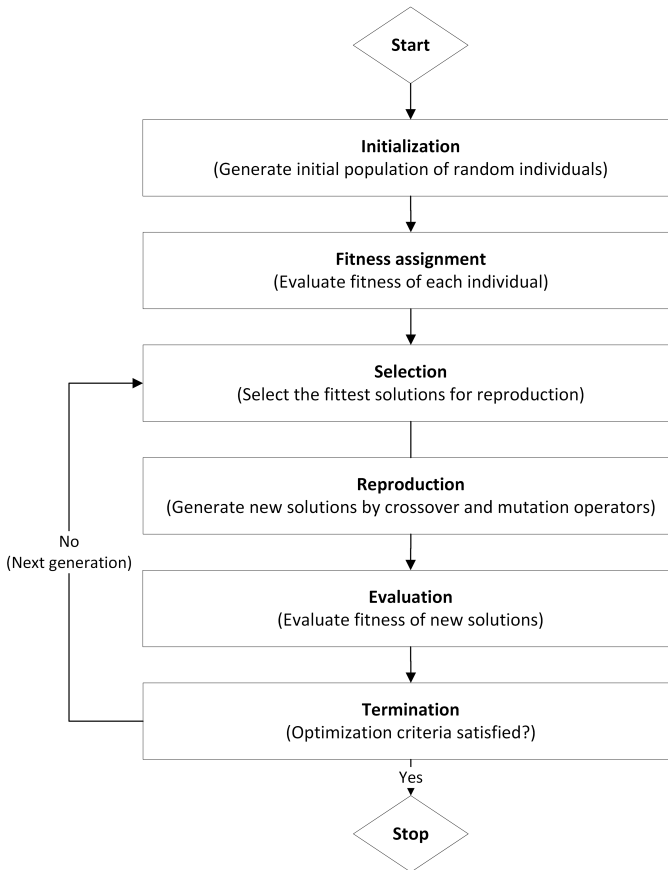 Start
Initialization
(Generate initial population of random individuals)
Fitness assignment
(Evaluate fitness of each individual)
Selection
(Select the fittest solutions for reproduction)
Reproduction
(Generate new solutions by crossover and mutation operators)
No
(Next generation)
Evaluation
(Evaluate fitness of new solutions)
Termination
(Optimization criteria satisfied?)
Yes
Stop